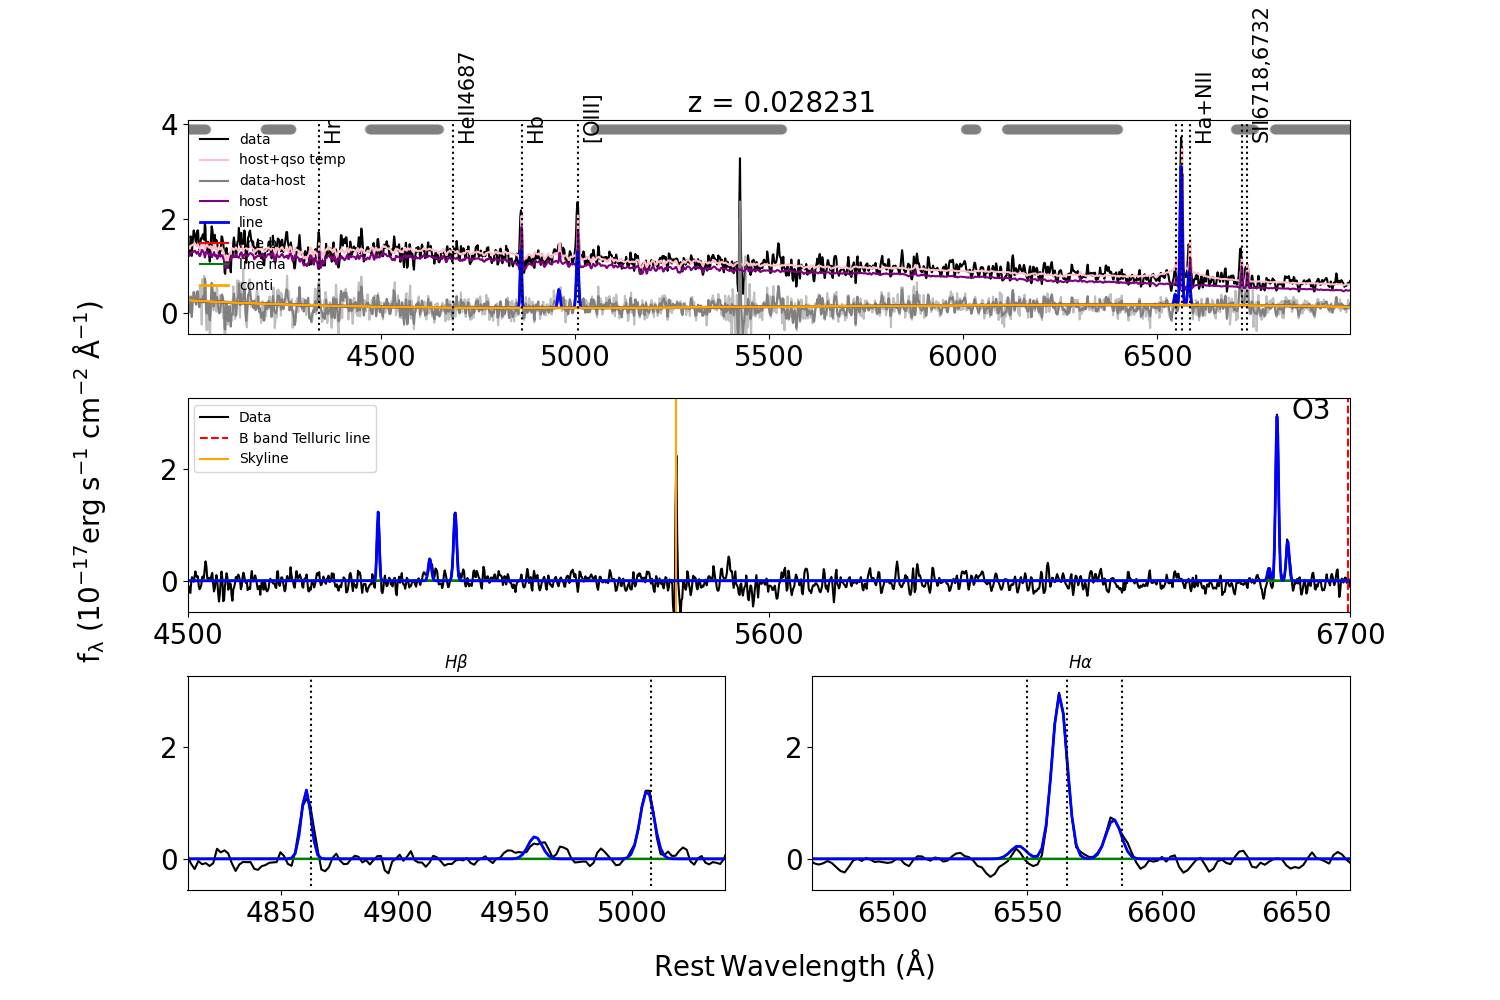 z = 0.028231
Hr
HeII4687
Hb
[OIII]
Ha+NII
SII6718,6732
data
host+qso temp
data-host
host
line
line na
conti
4
2
0
4500
5000
5500
6000
6500
fλ (10⁻¹⁷erg s⁻¹ cm⁻² Å⁻¹)
Data
B band Telluric line
Skyline
O3
2
0
4500
5600
6700
Hβ
2
0
4850
4900
4950
5000
Hα
2
0
6500
6550
6600
6650
Rest Wavelength (Å)